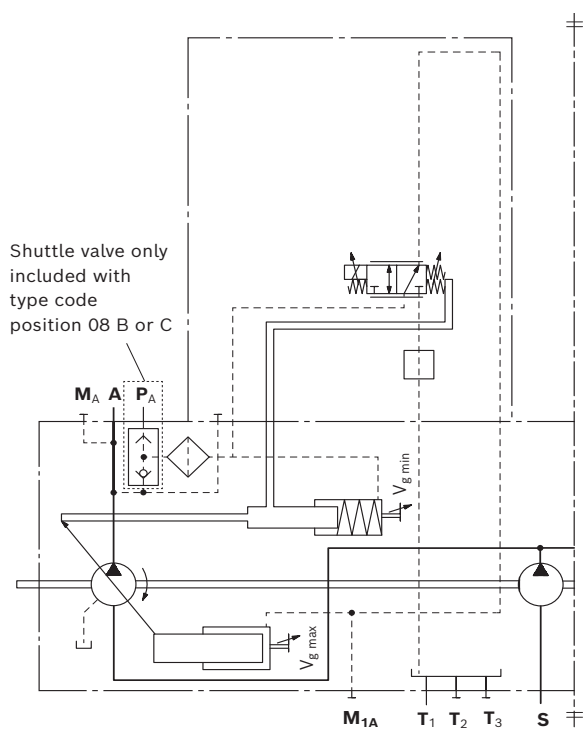 Shuttle valve only
included with
type code
position 08 B or C
MA A PA
Vg min
Vg max
M1A T1 T2 T3 S